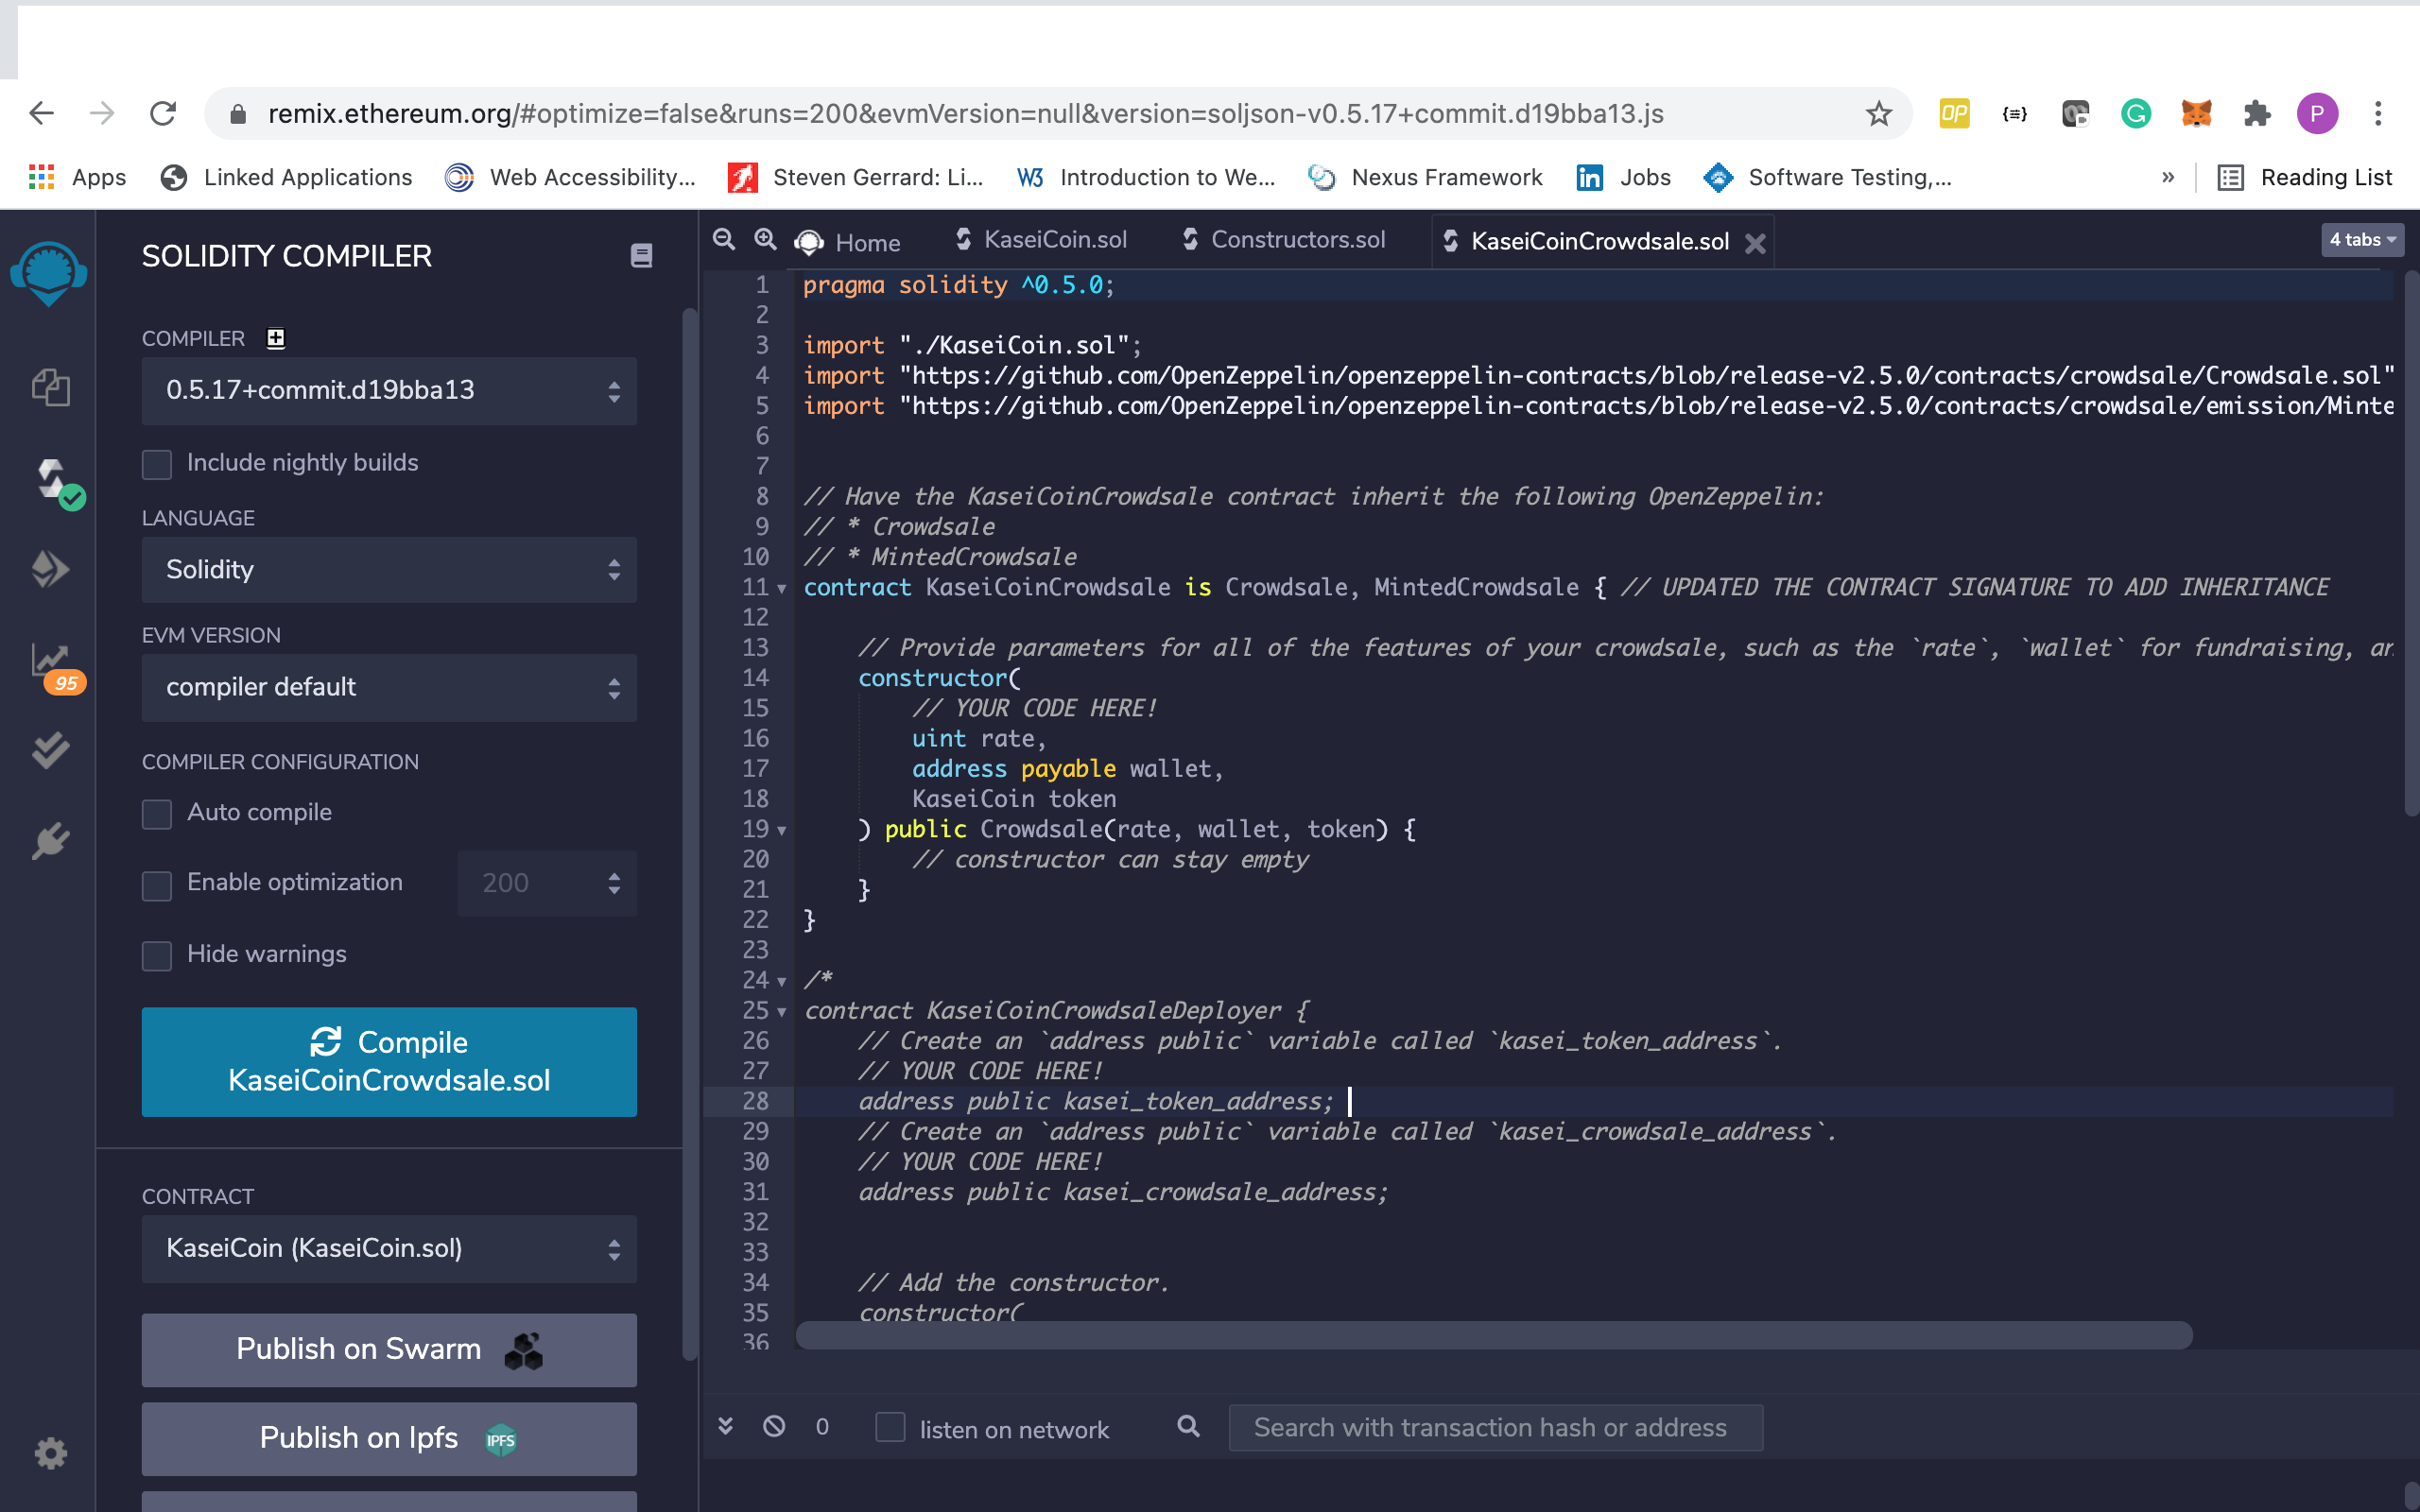 remix.ethereum.org/#optimize=false&runs=200&evmVersion=null&version=soljson-v0.5.17+commit.d19bba13.js
OP
{≡}
G
P
Apps
Linked Applications
Web Accessibility...
Steven Gerrard: Li...
W3 Introduction to We...
Nexus Framework
in Jobs
Software Testing,...
»
Reading List
SOLIDITY COMPILER
COMPILER
0.5.17+commit.d19bba13
Include nightly builds
LANGUAGE
Solidity
EVM VERSION
compiler default
95
COMPILER CONFIGURATION
Auto compile
Enable optimization
200
Hide warnings
Compile
KaseiCoinCrowdsale.sol
CONTRACT
KaseiCoin (KaseiCoin.sol)
Publish on Swarm
Publish on Ipfs IPFS
Home
KaseiCoin.sol
Constructors.sol
KaseiCoinCrowdsale.sol
4 tabs
1 pragma solidity ^0.5.0;
2
3 import "./KaseiCoin.sol";
4 import "https://github.com/OpenZeppelin/openzeppelin-contracts/blob/release-v2.5.0/contracts/crowdsale/Crowdsale.sol"
5 import "https://github.com/OpenZeppelin/openzeppelin-contracts/blob/release-v2.5.0/contracts/crowdsale/emission/Minte
6
7
8 // Have the KaseiCoinCrowdsale contract inherit the following OpenZeppelin:
9 // * Crowdsale
10 // * MintedCrowdsale
11 contract KaseiCoinCrowdsale is Crowdsale, MintedCrowdsale { // UPDATED THE CONTRACT SIGNATURE TO ADD INHERITANCE
12
13 // Provide parameters for all of the features of your crowdsale, such as the `rate`, `wallet` for fundraising, an
14 constructor(
15 // YOUR CODE HERE!
16 uint rate,
17 address payable wallet,
18 KaseiCoin token
19 ) public Crowdsale(rate, wallet, token) {
20 // constructor can stay empty
21 }
22 }
23
24 /*
25 contract KaseiCoinCrowdsaleDeployer {
26 // Create an `address public` variable called `kasei_token_address`.
27 // YOUR CODE HERE!
28 address public kasei_token_address;
29 // Create an `address public` variable called `kasei_crowdsale_address`.
30 // YOUR CODE HERE!
31 address public kasei_crowdsale_address;
32
33
34 // Add the constructor.
35 constructor(
36
0
listen on network
Search with transaction hash or address